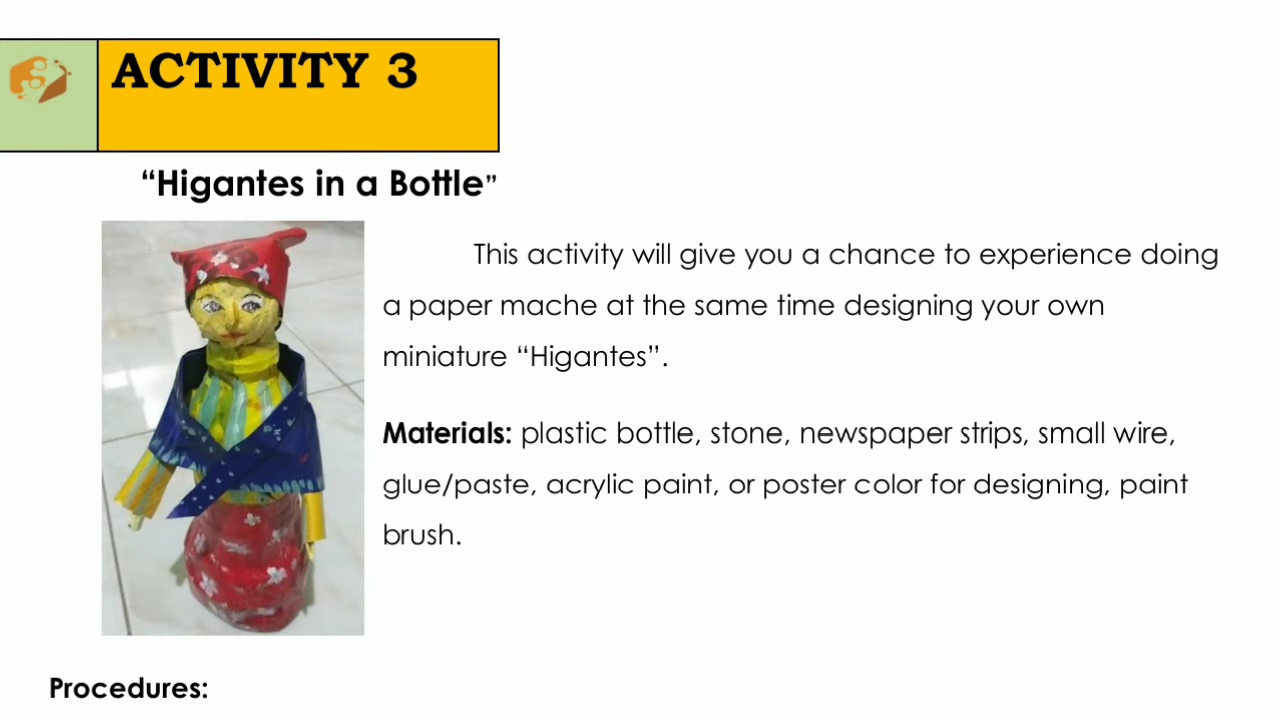 ACTIVITY 3
“Higantes in a Bottle”
This activity will give you a chance to experience doing
a paper mache at the same time designing your own
miniature “Higantes”.
Materials: plastic bottle, stone, newspaper strips, small wire,
glue/paste, acrylic paint, or poster color for designing, paint
brush.
Procedures: